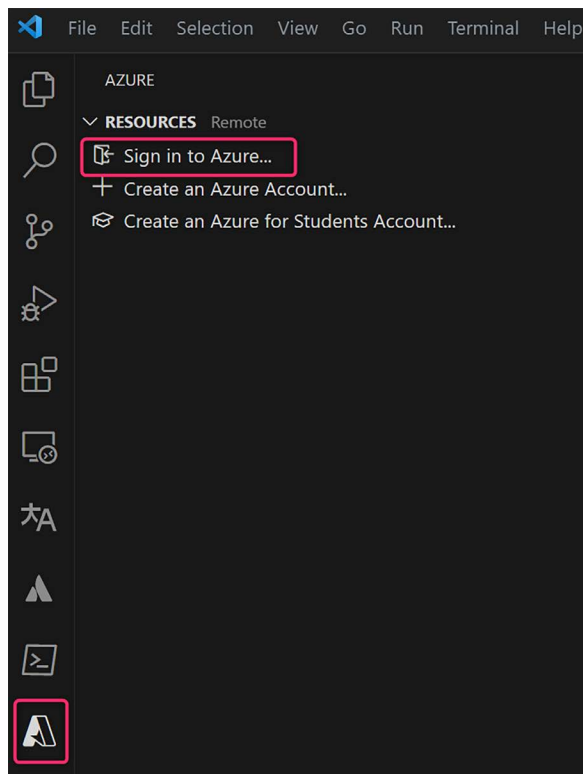 File Edit Selection View Go Run Terminal Help
AZURE
RESOURCES Remote
Sign in to Azure...
Create an Azure Account...
Create an Azure for Students Account...